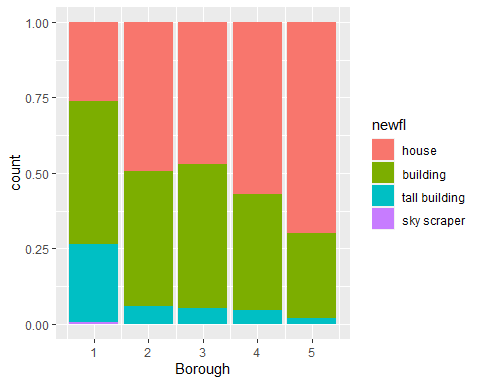 1.00
0.75
0.50
0.25
0.00
count
1 2 3 4 5
Borough
newfl
house
building
tall building
sky scraper